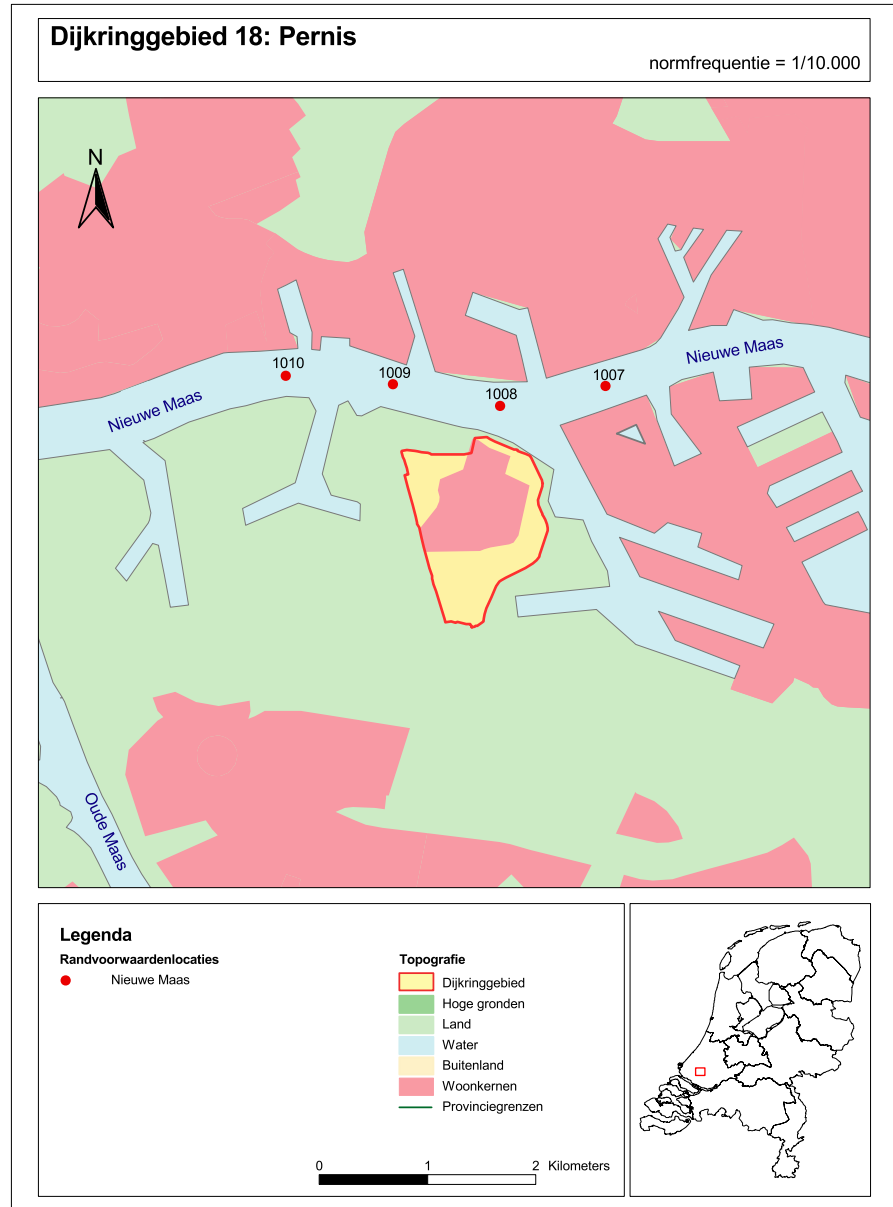 Dijkringgebied 18: Pernis
normfrequentie = 1/10.000
N
1010
1009
1008
1007
Nieuwe Maas
Nieuwe Maas
Oude Maas
Legenda
Randvoorwaardenlocaties
Nieuwe Maas
Topografie
Dijkringgebied
Hoge gronden
Land
Water
Buitenland
Woonkernen
Provinciegrenzen
0 1 2 Kilometers